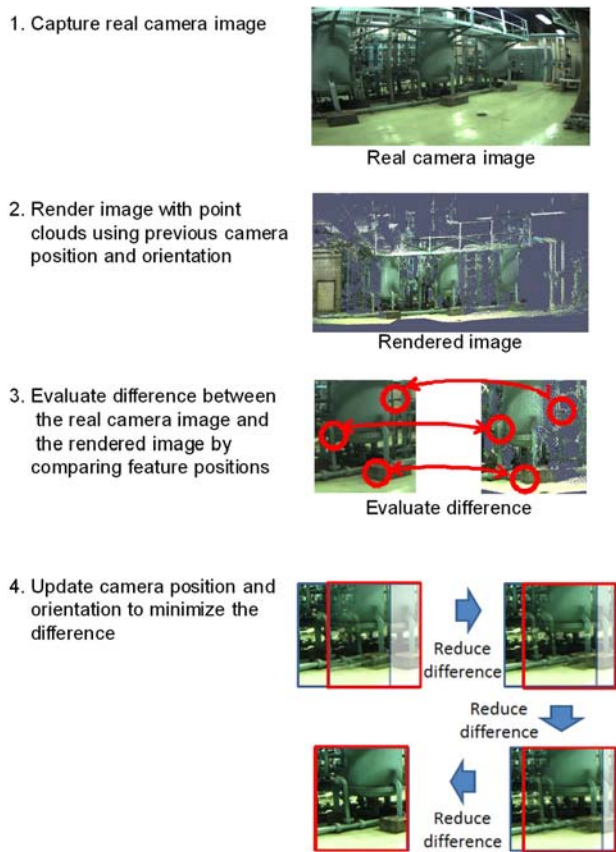 1. Capture real camera image
Real camera image
2. Render image with point
clouds using previous camera
position and orientation
Rendered image
3. Evaluate difference between
the real camera image and
the rendered image by
comparing feature positions
Evaluate difference
4. Update camera position and
orientation to minimize the
difference
Reduce
difference
Reduce
difference
Reduce
difference